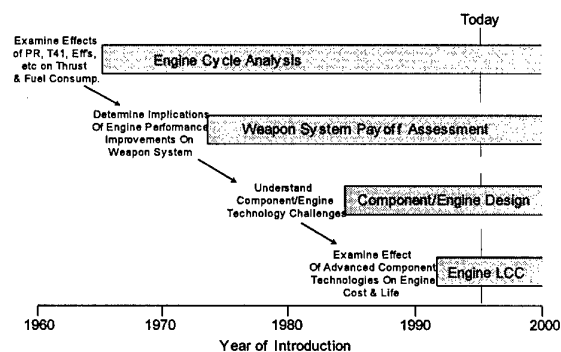 Today
Examine Effects
of PR, T41, Eff's,
etc on Thrust
& Fuel Consump.
Engine Cycle Analysis
Determine Implications
Of Engine Performance
Improvements On
Weapon System
Weapon System Payoff Assessment
Understand
Component/Engine
Technology Challenges
Component/Engine Design
Examine Effect
Of Advanced Component
Technologies On Engine
Cost & Life
Engine LCC
1960 1970 1980 1990 2000
Year of Introduction